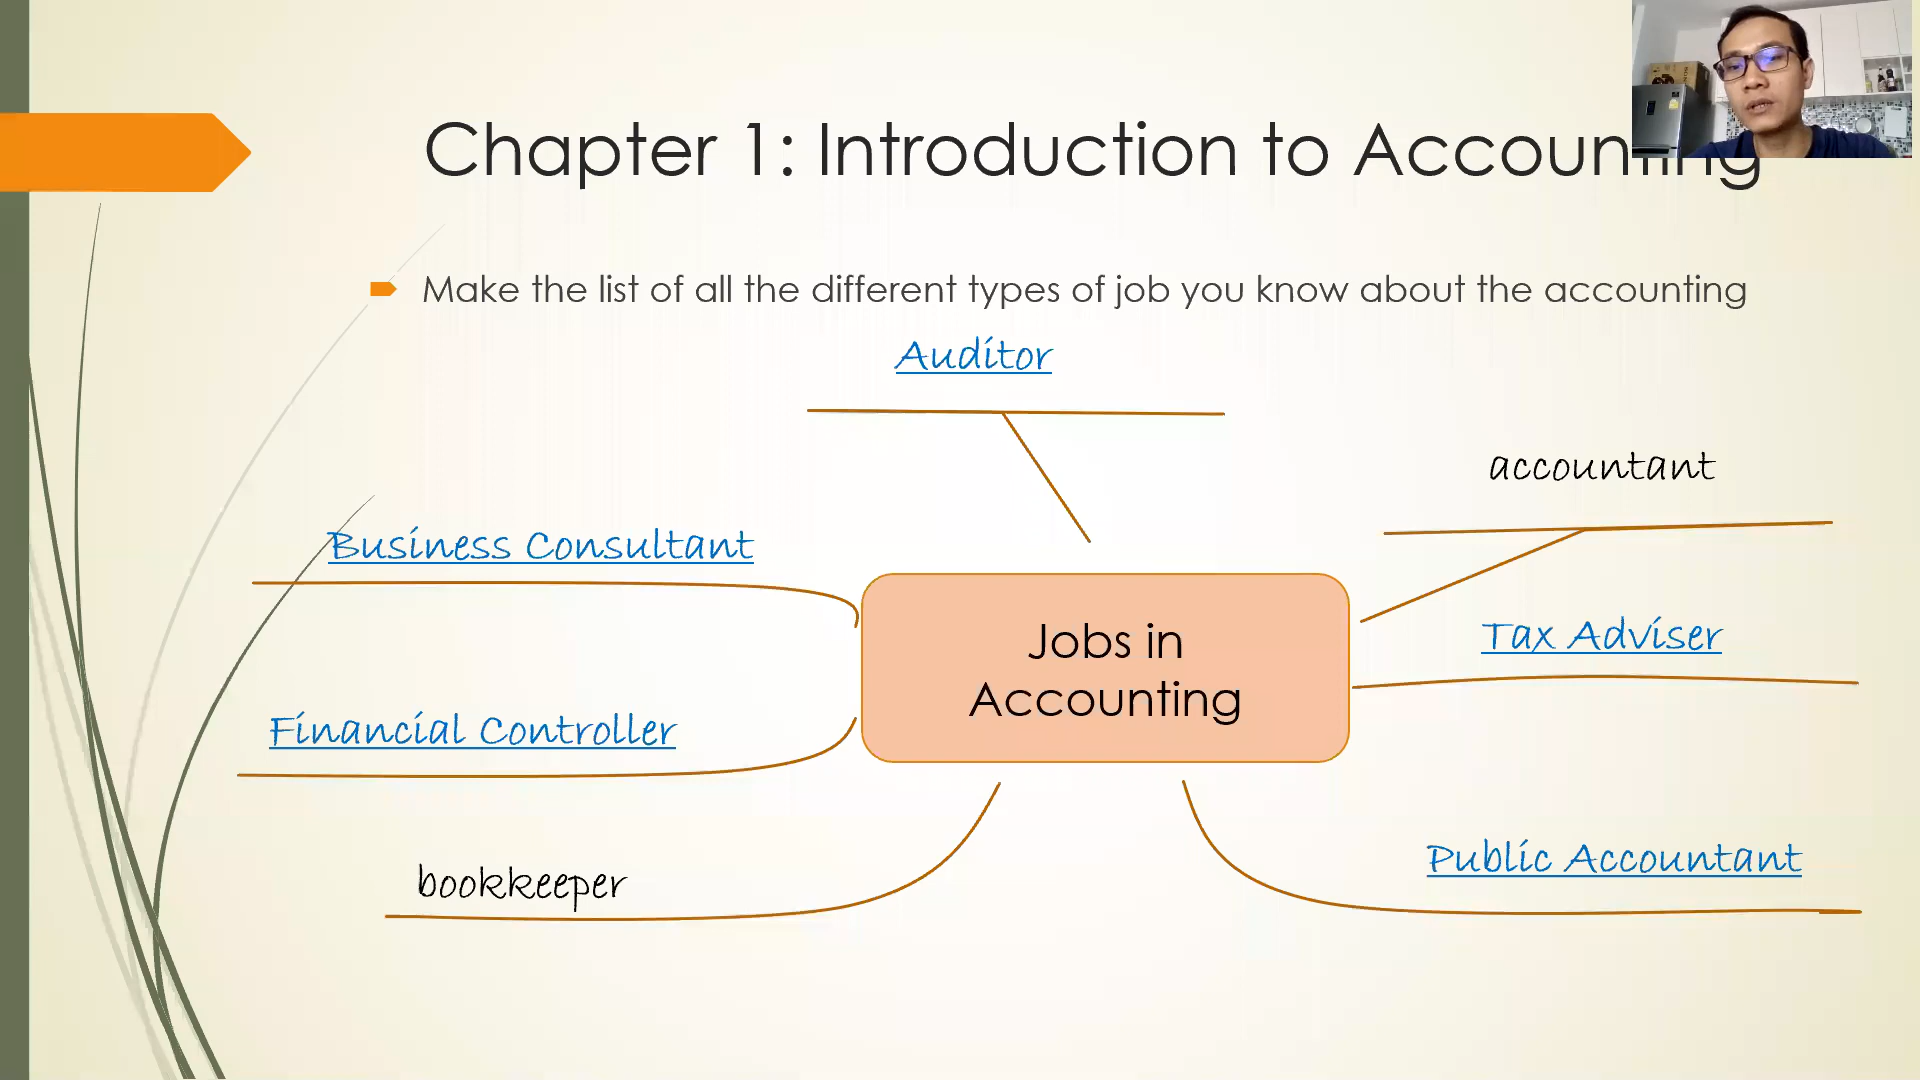 Chapter 1: Introduction to Accounting
Make the list of all the different types of job you know about the accounting
Auditor
accountant
Business Consultant
Jobs in
Accounting
Tax Adviser
Financial Controller
Public Accountant
bookkeeper